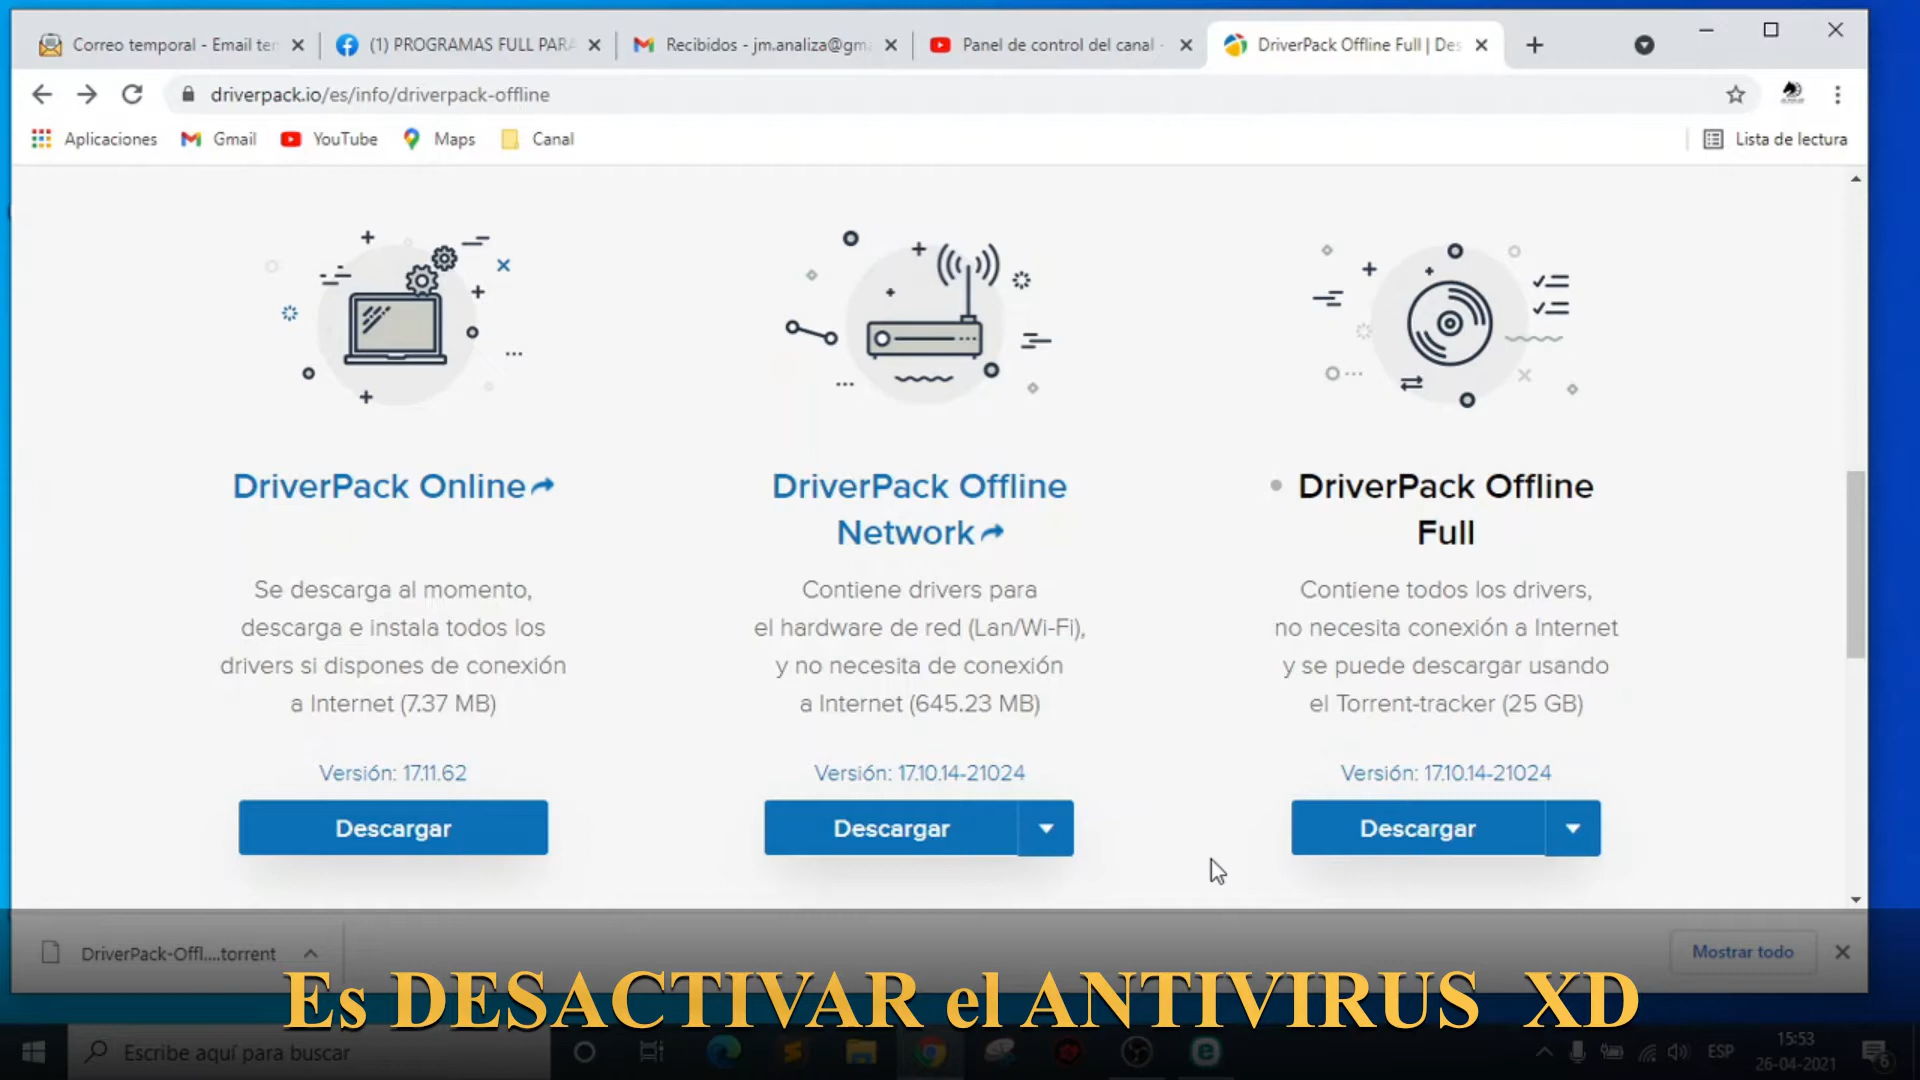 Correo temporal - Email ter
(1) PROGRAMAS FULL PARA
Recibidos - jm.analiza@gm
Panel de control del canal -
DriverPack Offline Full | Des
driverpack.io/es/info/driverpack-offline
Aplicaciones
Gmail
YouTube
Maps
Canal
Lista de lectura
DriverPack Online
Se descarga al momento,
descarga e instala todos los
drivers si dispones de conexión
a Internet (7.37 MB)
Versión: 17.11.62
Descargar
DriverPack Offline
Network
Contiene drivers para
el hardware de red (Lan/Wi-Fi),
y no necesita de conexión
a Internet (645.23 MB)
Versión: 17.10.14-21024
Descargar
DriverPack Offline
Full
Contiene todos los drivers,
no necesita conexión a Internet
y se puede descargar usando
el Torrent-tracker (25 GB)
Versión: 17.10.14-21024
Descargar
DriverPack-Offl....torrent
Mostrar todo
Es DESACTIVAR el ANTIVIRUS XD
Escribe aquí para buscar
ESP
15:53
26-04-2021
6